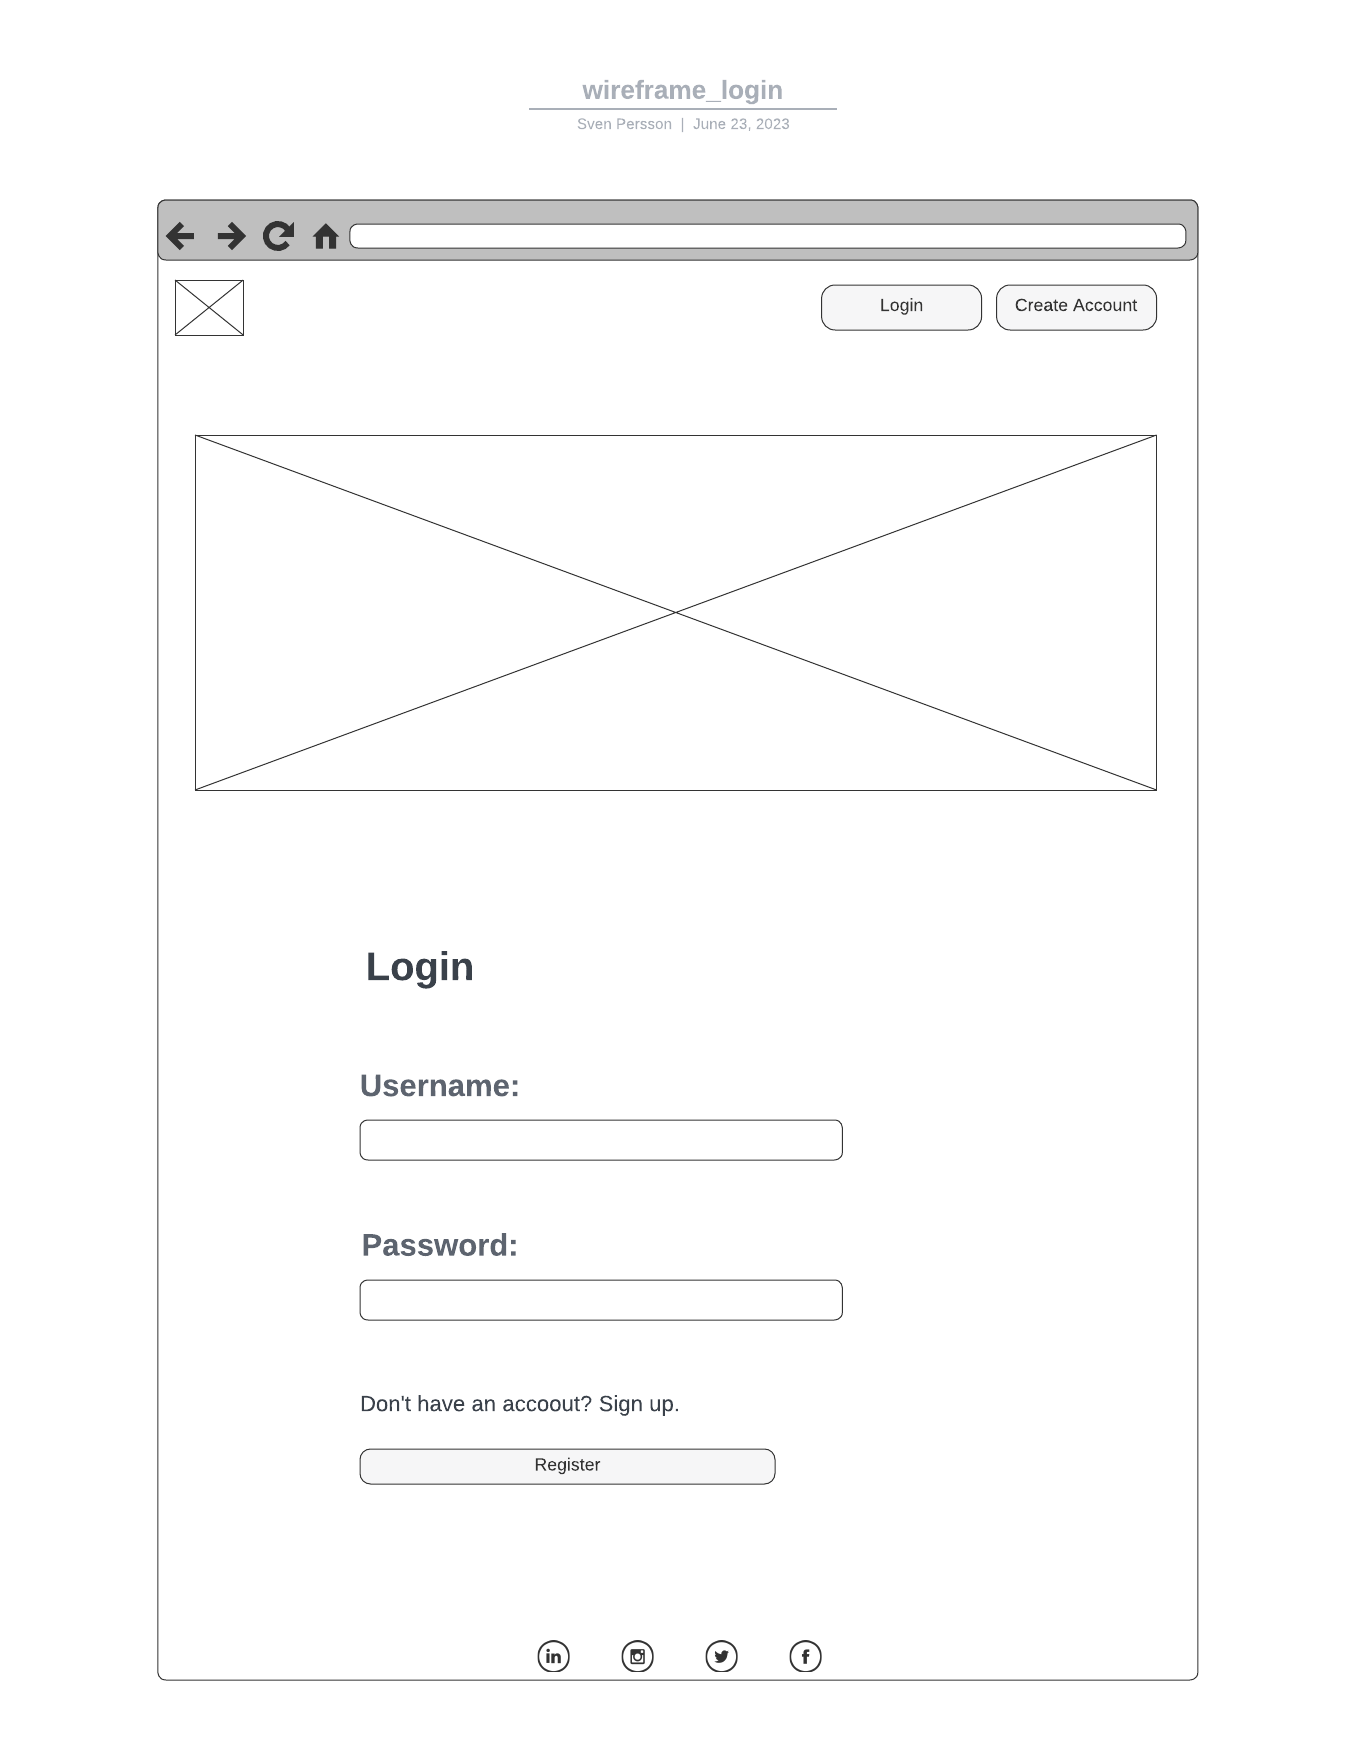 wireframe_login
Sven Persson | June 23, 2023
Login
Create Account
Login
Username:
Password:
Don't have an accoout? Sign up.
Register